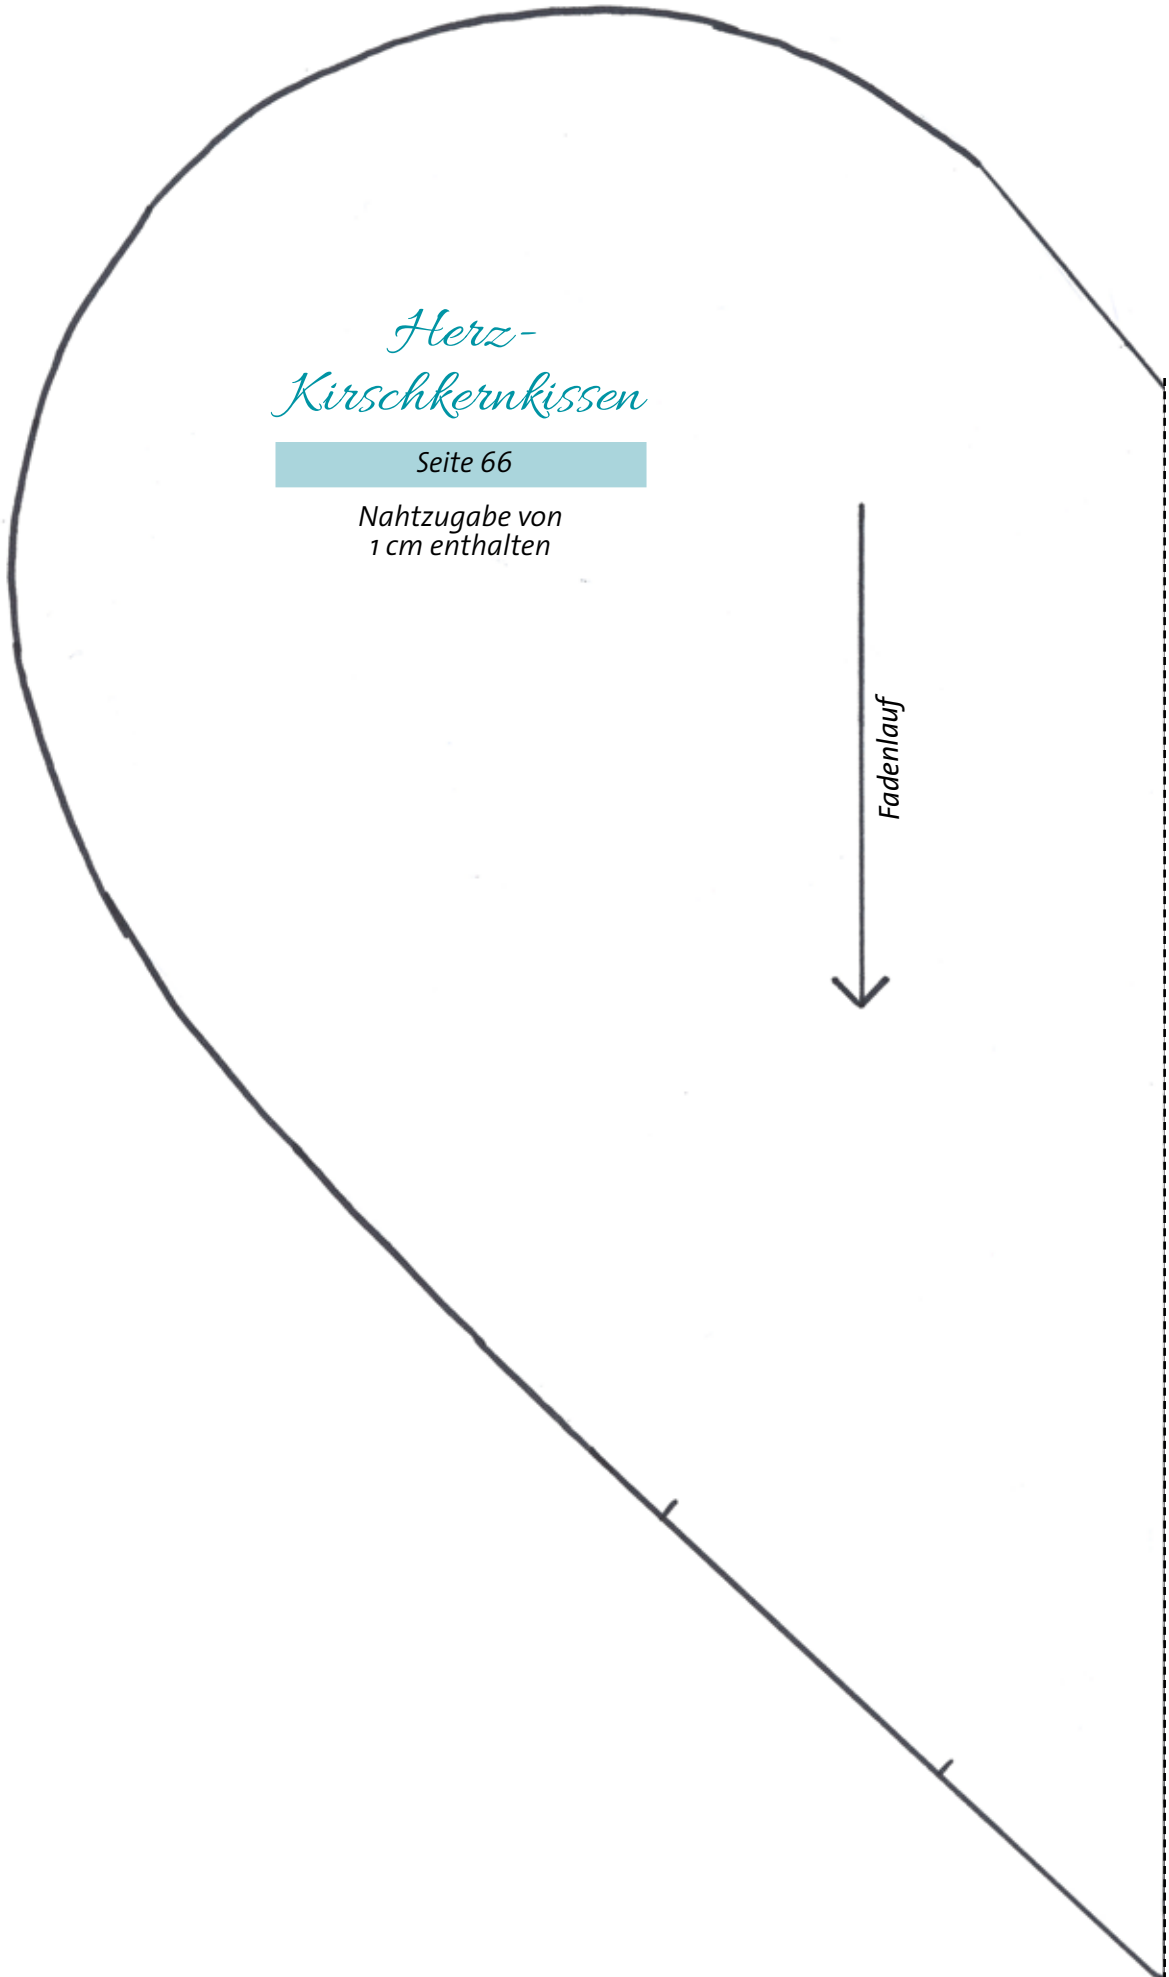 Herz-
Kirschkernkissen
Seite 66
Nahtzugabe von
1 cm enthalten
Fadenlauf